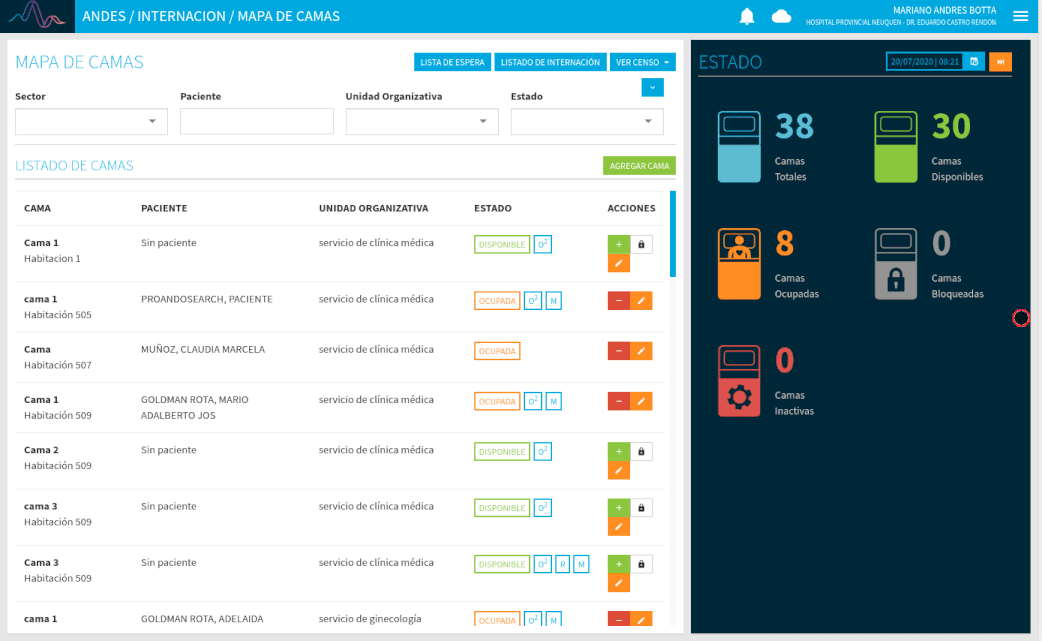 ANDES / INTERNACION / MAPA DE CAMAS
MARIANO ANDRES BOTTA
HOSPITAL PROVINCIAL NEUQUEN - DR. EDUARDO CASTRO RENDON
MAPA DE CAMAS
LISTA DE ESPERA
LISTADO DE INTERNACIÓN
VER CENSO
Sector
Paciente
Unidad Organizativa
Estado
LISTADO DE CAMAS
AGREGAR CAMA
CAMA PACIENTE UNIDAD ORGANIZATIVA ESTADO ACCIONES
Cama 1 Sin paciente servicio de clínica médica DISPONIBLE O²
Habitacion 1
cama 1 PROANDOSEARCH, PACIENTE servicio de clínica médica OCUPADA O² M
Habitación 505
Cama MUÑOZ, CLAUDIA MARCELA servicio de clínica médica OCUPADA
Habitación 507
Cama 1 GOLDMAN ROTA, MARIO servicio de clínica médica OCUPADA O² M
Habitación 509 ADALBERTO JOS
Cama 2 Sin paciente servicio de clínica médica DISPONIBLE O²
Habitación 509
cama 3 Sin paciente servicio de clínica médica DISPONIBLE O²
Habitación 509
Cama 3 Sin paciente servicio de clínica médica DISPONIBLE O² R M
Habitación 509
cama 1 GOLDMAN ROTA, ADELAIDA servicio de ginecología OCUPADA O² M
ESTADO
20/07/2020 | 08:21
38
Camas
Totales
30
Camas
Disponibles
8
Camas
Ocupadas
0
Camas
Bloqueadas
0
Camas
Inactivas